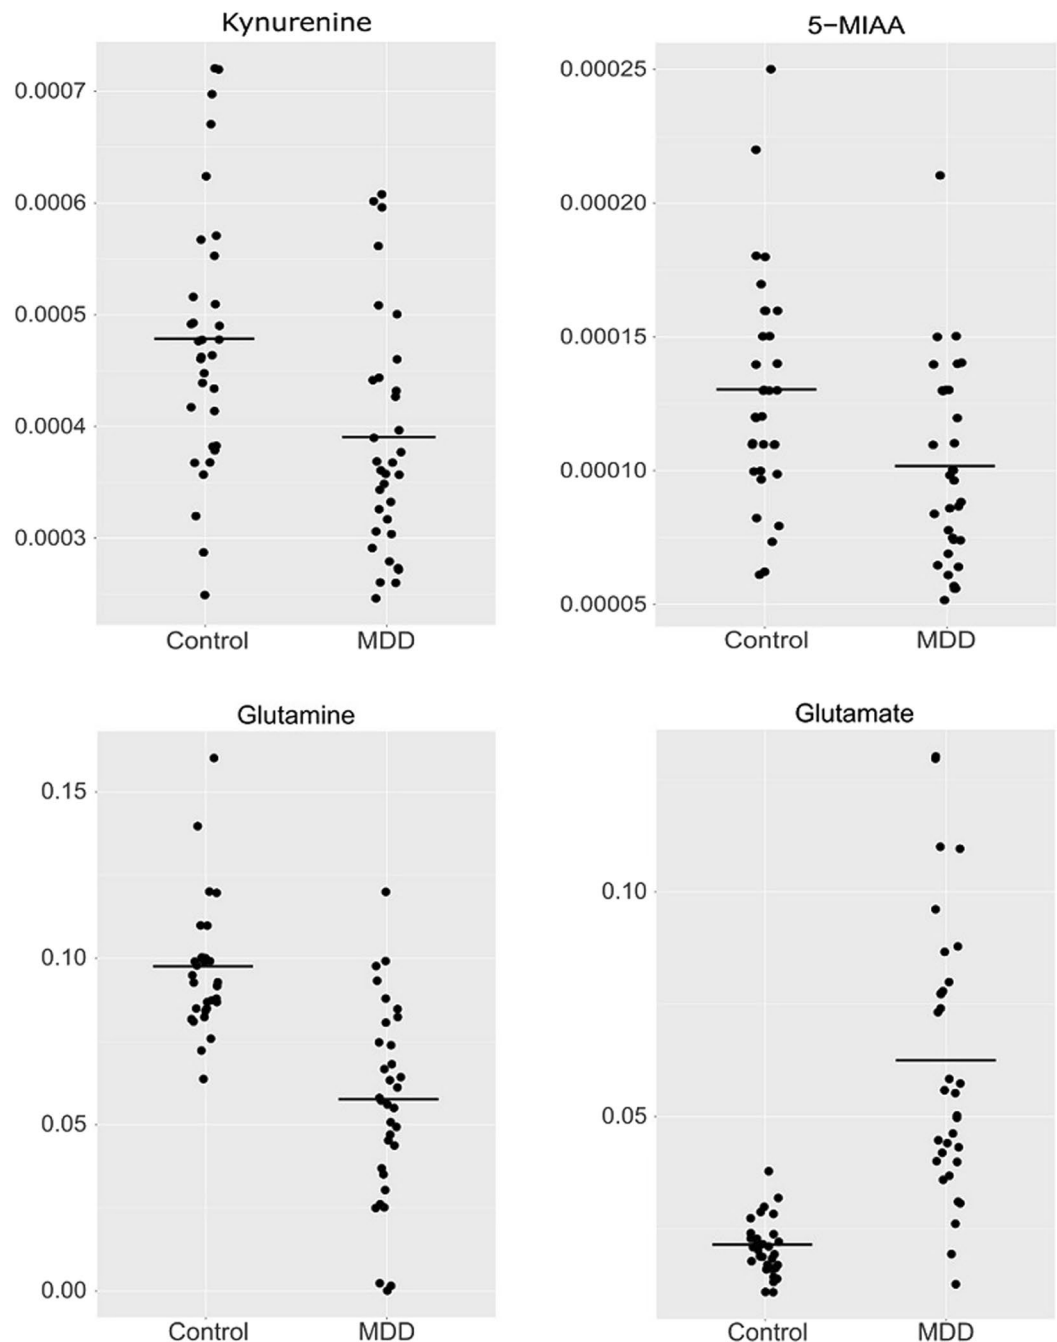 Kynurenine
0.0007
0.0006
0.0005
0.0004
0.0003
Control MDD
5−MIAA
0.00025
0.00020
0.00015
0.00010
0.00005
Control MDD
Glutamine
0.15
0.10
0.05
0.00
Control MDD
Glutamate
0.10
0.05
Control MDD